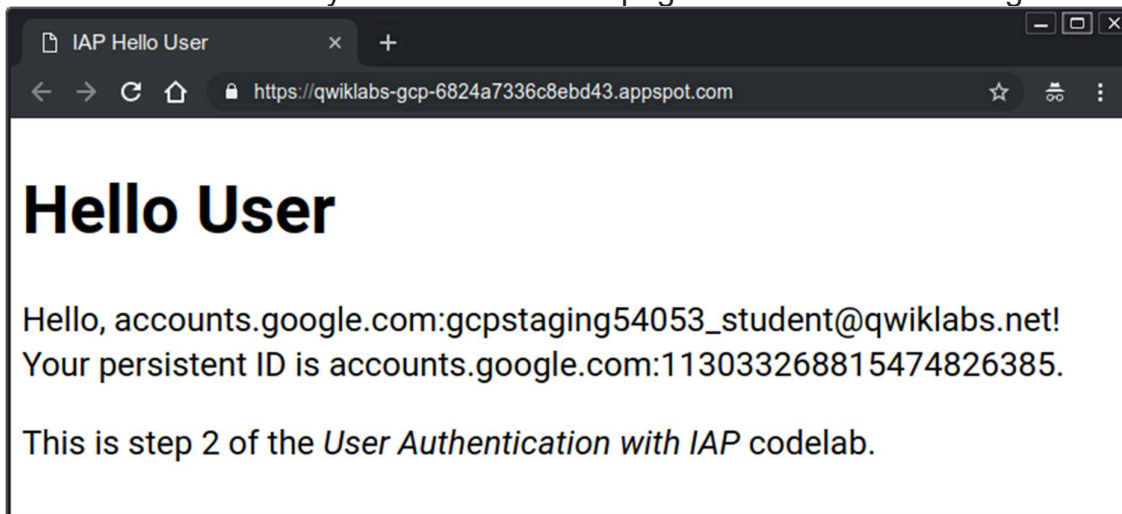 IAP Hello User
https://qwiklabs-gcp-6824a7336c8ebd43.appspot.com
Hello User
Hello, accounts.google.com:gcpstaging54053_student@qwiklabs.net!
Your persistent ID is accounts.google.com:113033268815474826385.
This is step 2 of the User Authentication with IAP codelab.